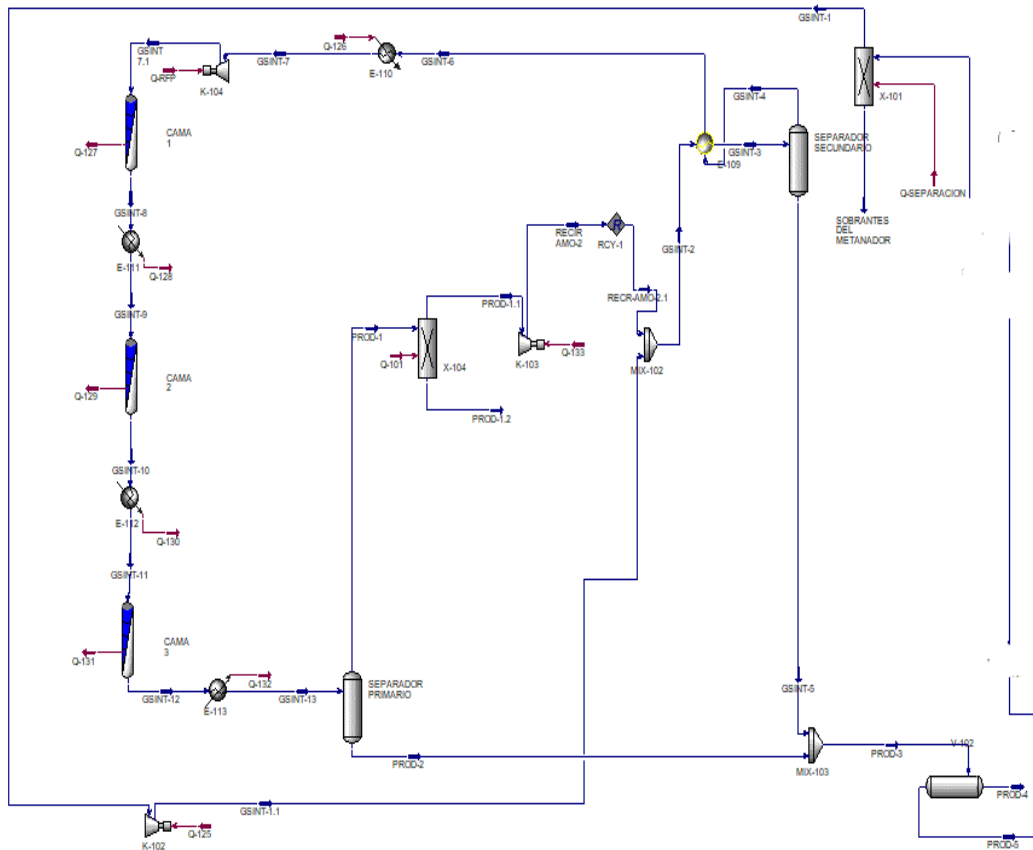 GSINT-1
Q-126
GSINT
7.1
GSINT-7
E-110
GSINT-6
Q-RFP
K-104
X-101
GSINT-4
CAMA
1
Q-127
SEPARADOR
SECUNDARIO
GSINT-3
E-109
Q-SEPARACION
GSINT-8
SOBRANTES
DEL
METANADOR
RECIR
AMO-2
RCY-1
GSINT-2
E-111
Q-128
RECR-AMO-2.1
PROD-1.1
GSINT-9
PROD-1
Q-101
X-104
K-103
Q-133
MIX-102
CAMA
2
Q-129
PROD-1.2
GSINT-10
E-112
Q-130
GSINT-11
CAMA
3
Q-131
Q-132
SEPARADOR
PRIMARIO
GSINT-12
E-113
GSINT-13
GSINT-5
PROD-2
MIX-103
PROD-3
V-102
PROD-4
GSINT-1.1
K-102
Q-125
PROD-5